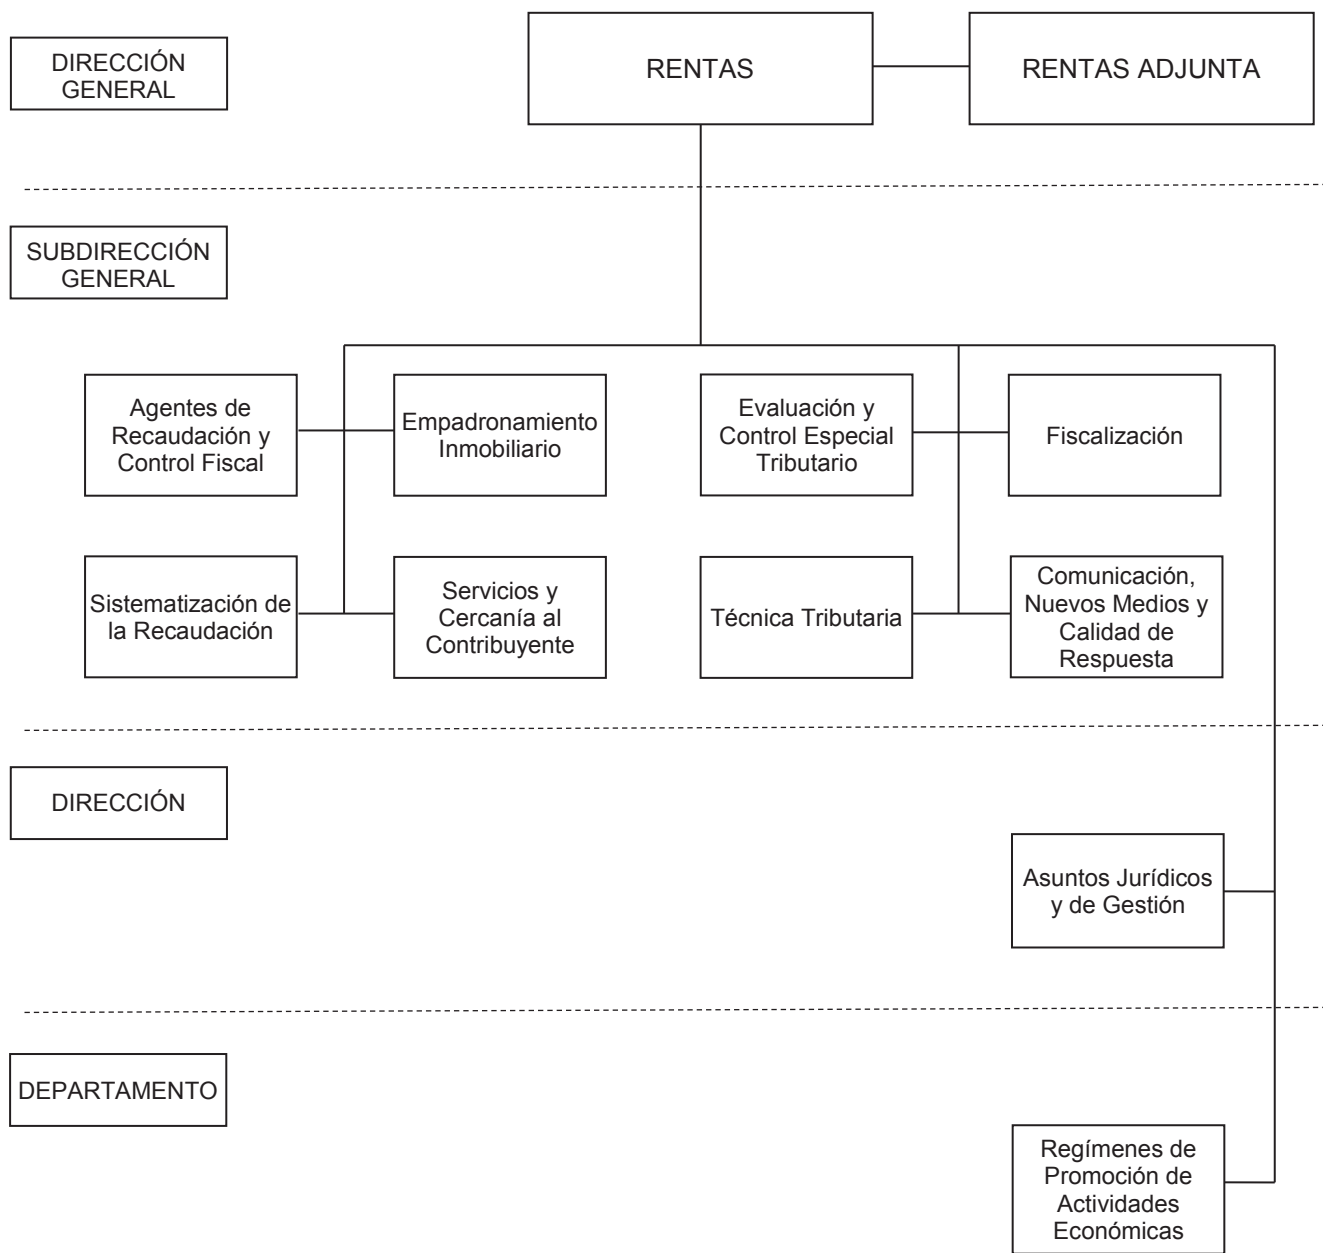 DIRECCIÓN
GENERAL
RENTAS
RENTAS ADJUNTA
SUBDIRECCIÓN
GENERAL
Agentes de
Recaudación y
Control Fiscal
Empadronamiento
Inmobiliario
Evaluación y
Control Especial
Tributario
Fiscalización
Sistematización de
la Recaudación
Servicios y
Cercanía al
Contribuyente
Técnica Tributaria
Comunicación,
Nuevos Medios y
Calidad de
Respuesta
DIRECCIÓN
Asuntos Jurídicos
y de Gestión
DEPARTAMENTO
Regímenes de
Promoción de
Actividades
Económicas